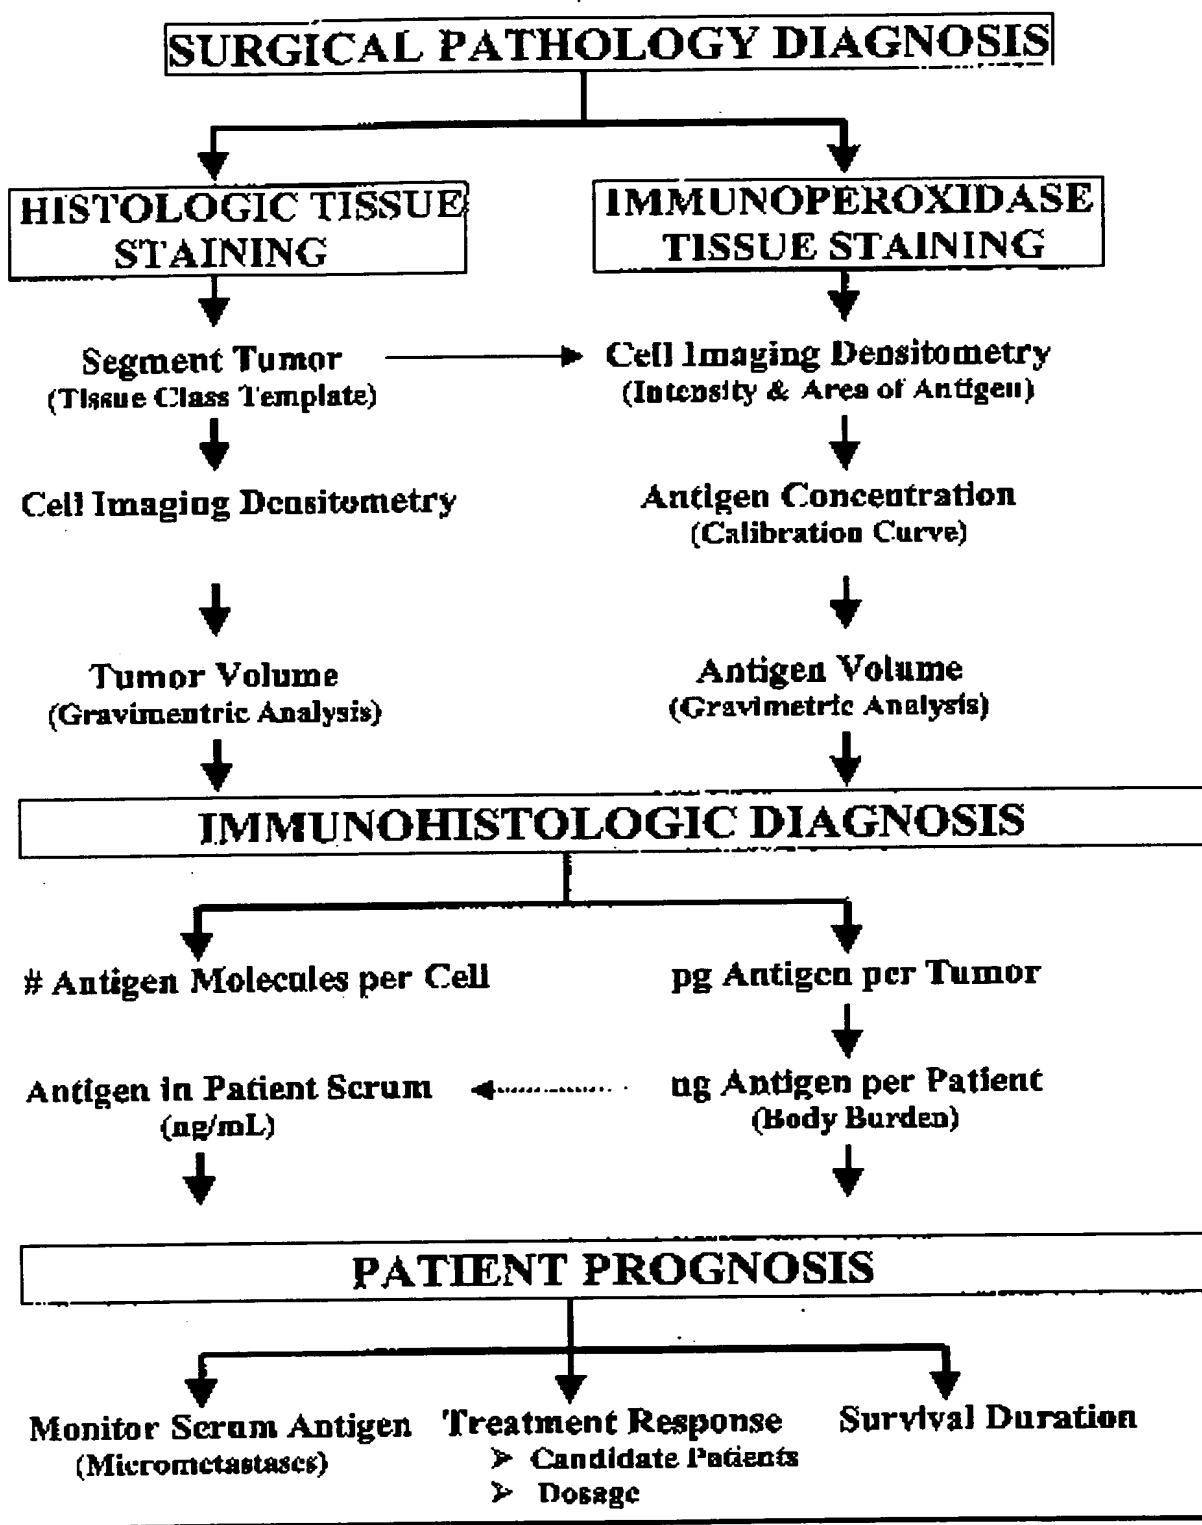 SURGICAL PATHOLOGY DIAGNOSIS
HISTOLOGIC TISSUE
STAINING
IMMUNOPEROXIDASE
TISSUE STAINING
Segment Tumor
(Tissue Class Template)
Cell Imaging Densitometry
(Intensity & Area of Antigen)
Cell Imaging Densitometry
Antigen Concentration
(Calibration Curve)
Tumor Volume
(Gravimentric Analysis)
Antigen Volume
(Gravimetric Analysis)
IMMUNOHISTOLOGIC DIAGNOSIS
# Antigen Molecules per Cell
pg Antigen per Tumor
Antigen in Patient Serum
(ng/mL)
ng Antigen per Patient
(Body Burden)
PATIENT PROGNOSIS
Monitor Serum Antigen
(Micrometastases)
Treatment Response
➢ Candidate Patients
➢ Dosage
Survival Duration